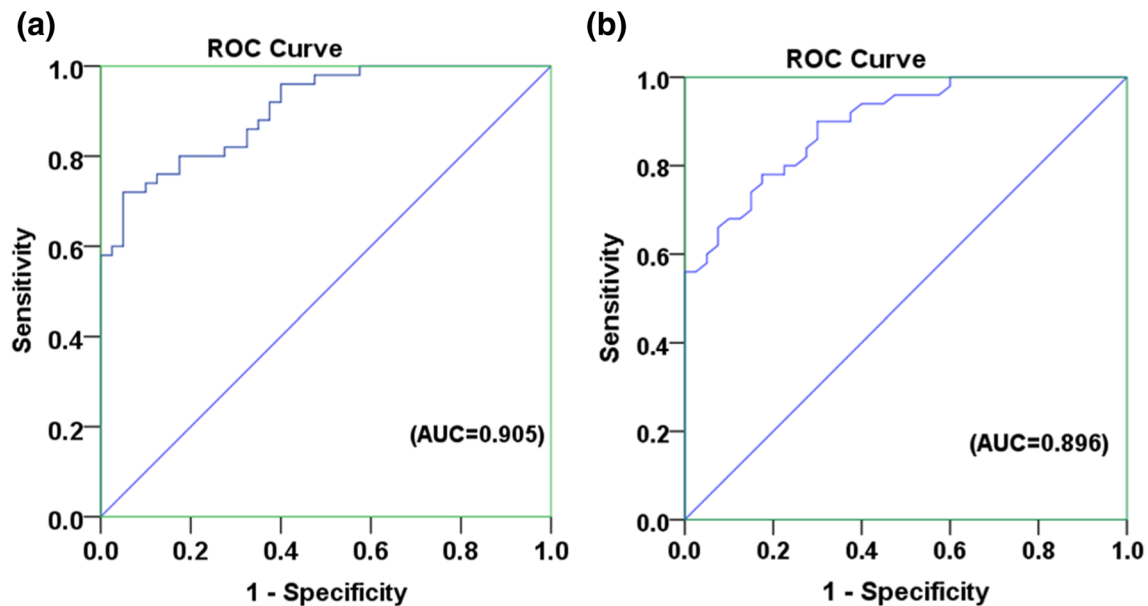 (a)
ROC Curve
1.0
0.8
0.6
0.4
0.2
0.0
Sensitivity
(AUC=0.905)
0.0 0.2 0.4 0.6 0.8 1.0
1 - Specificity
(b)
ROC Curve
1.0
0.8
0.6
0.4
0.2
0.0
Sensitivity
(AUC=0.896)
0.0 0.2 0.4 0.6 0.8 1.0
1 - Specificity